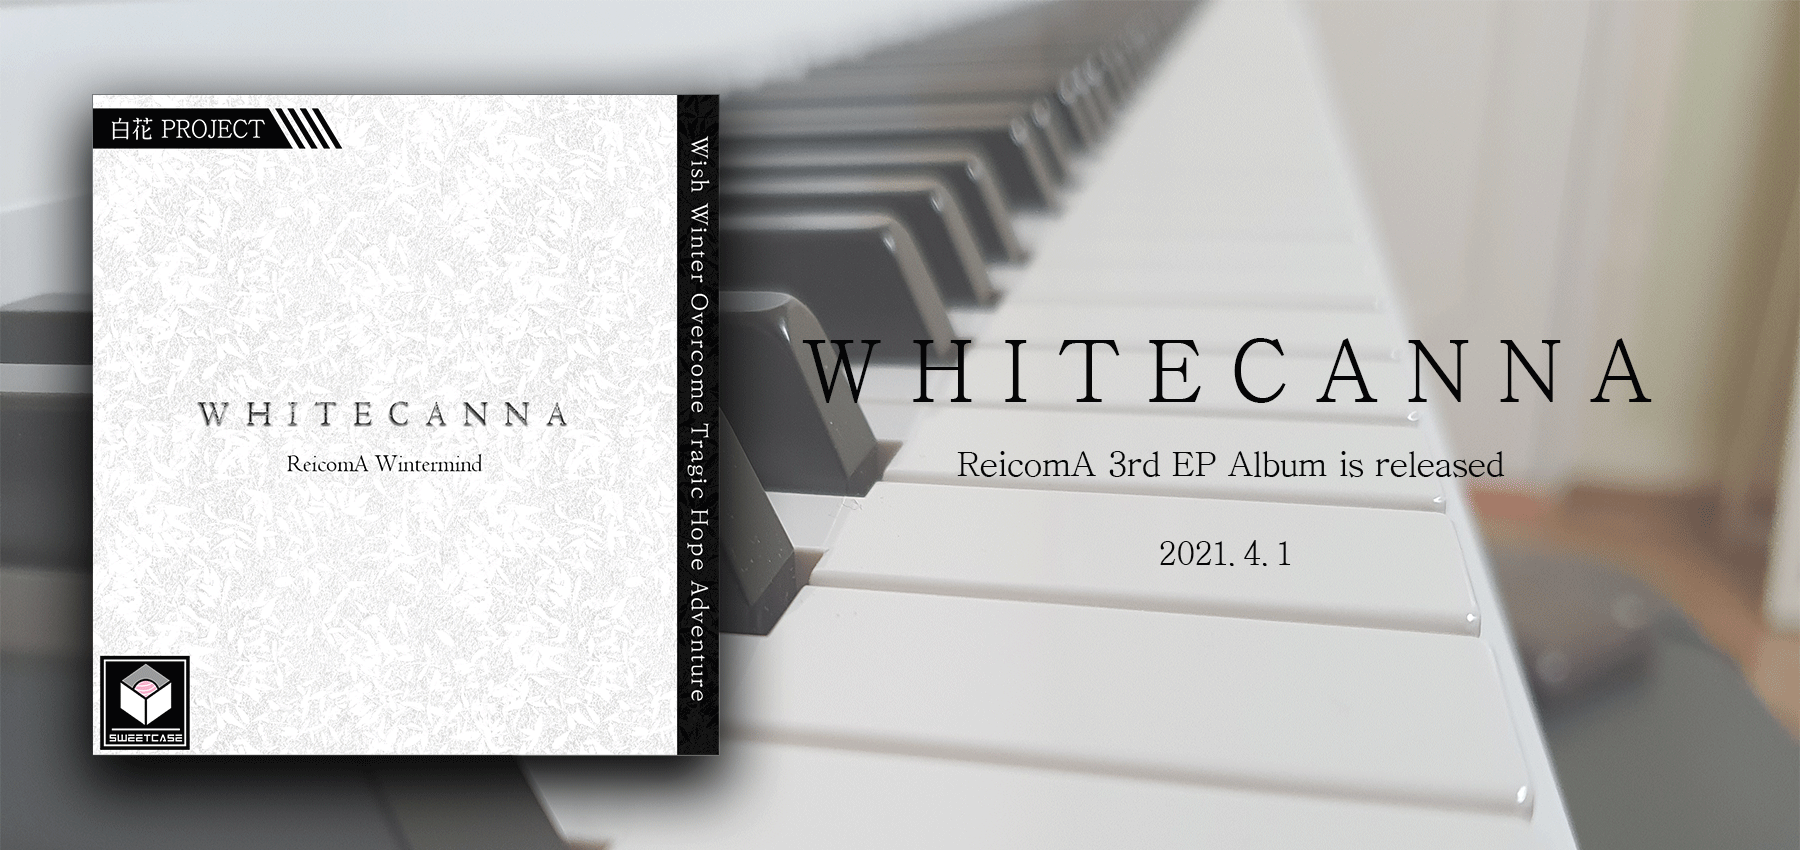 白花 PROJECT
WHITECANNA
ReicomA Wintermind
SWEETCASE
Wish Winter Overcome Tragic Hope Adventure
WHITECANNA
ReicomA 3rd EP Album is released
2021.4.1